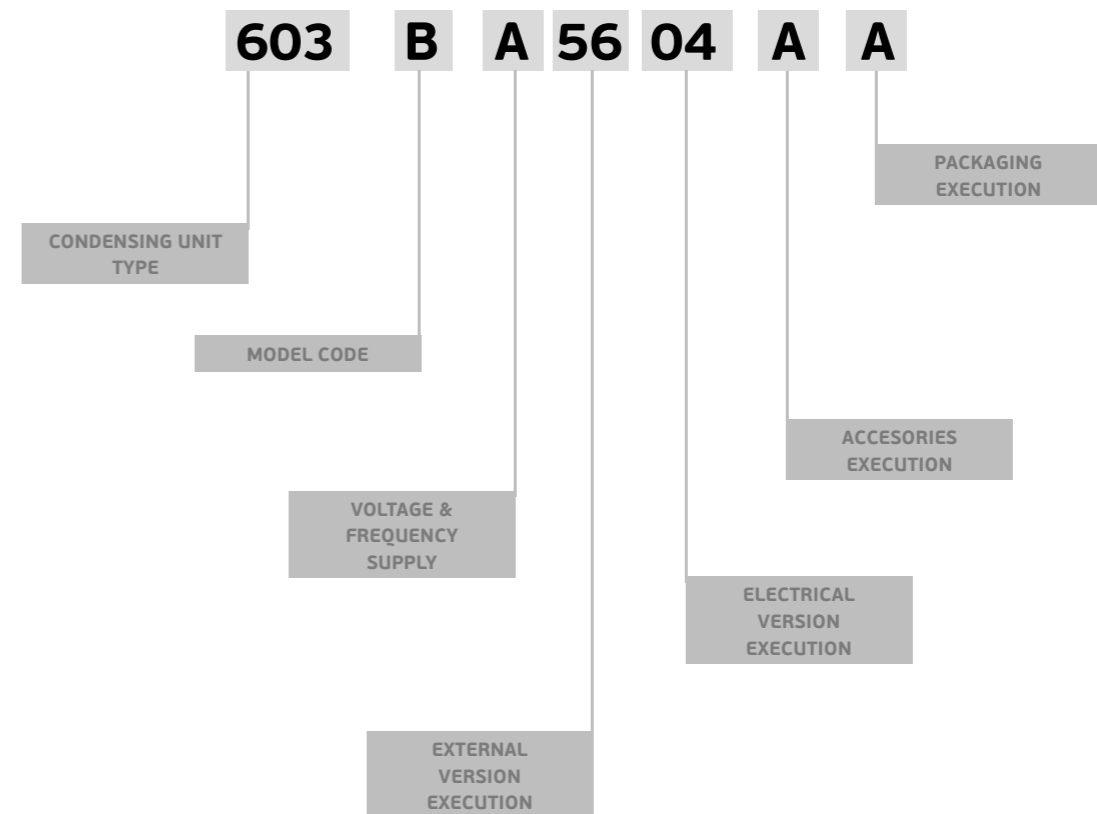 603 B A 56 04 A A
PACKAGING
EXECUTION
CONDENSING UNIT
TYPE
MODEL CODE
ACCESORIES
EXECUTION
VOLTAGE &
FREQUENCY
SUPPLY
ELECTRICAL
VERSION
EXECUTION
EXTERNAL
VERSION
EXECUTION